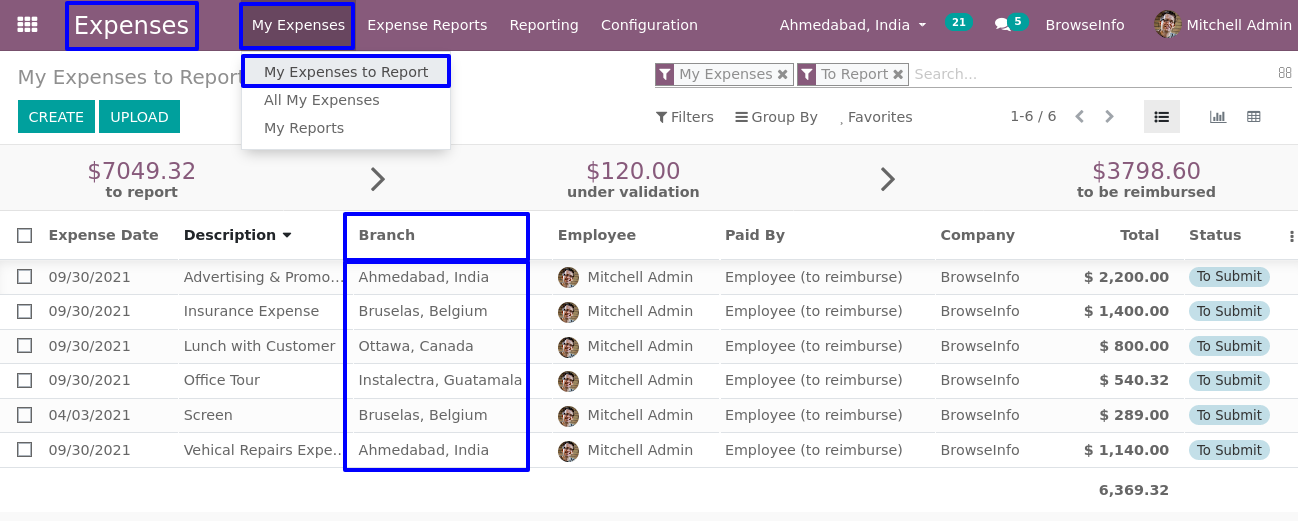 Expenses My Expenses Expense Reports Reporting Configuration Ahmedabad, India 21 5 BrowseInfo Mitchell Admin
My Expenses to Report My Expenses to Report My Expenses To Report Search...
All My Expenses
CREATE UPLOAD Filters Group By Favorites 1-6 / 6
My Reports
$7049.32 $120.00 $3798.60
to report under validation to be reimbursed
Expense Date Description Branch Employee Paid By Company Total Status
09/30/2021 Advertising & Promo... Ahmedabad, India Mitchell Admin Employee (to reimburse) BrowseInfo $ 2,200.00 To Submit
09/30/2021 Insurance Expense Bruselas, Belgium Mitchell Admin Employee (to reimburse) BrowseInfo $ 1,400.00 To Submit
09/30/2021 Lunch with Customer Ottawa, Canada Mitchell Admin Employee (to reimburse) BrowseInfo $ 800.00 To Submit
09/30/2021 Office Tour Instalectra, Guatamala Mitchell Admin Employee (to reimburse) BrowseInfo $ 540.32 To Submit
04/03/2021 Screen Bruselas, Belgium Mitchell Admin Employee (to reimburse) BrowseInfo $ 289.00 To Submit
09/30/2021 Vehical Repairs Expe... Ahmedabad, India Mitchell Admin Employee (to reimburse) BrowseInfo $ 1,140.00 To Submit
6,369.32